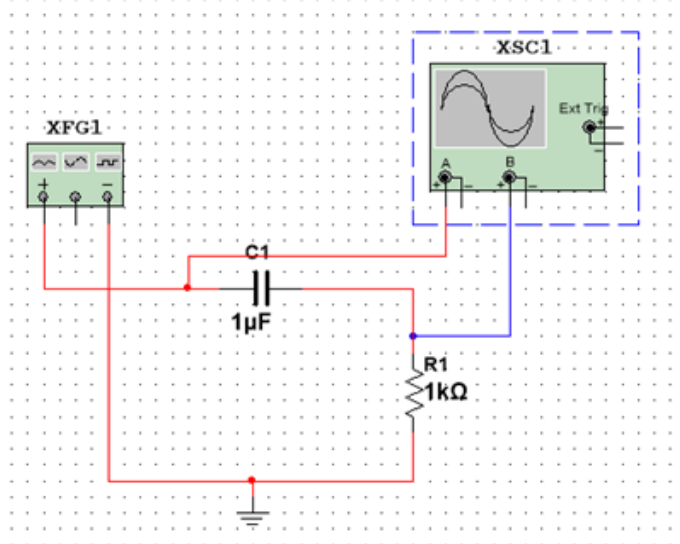 XSC1
Ext Trig
+
−
A
B
+
−
+
−
XFG1
+
−
C1
1µF
R1
1kΩ